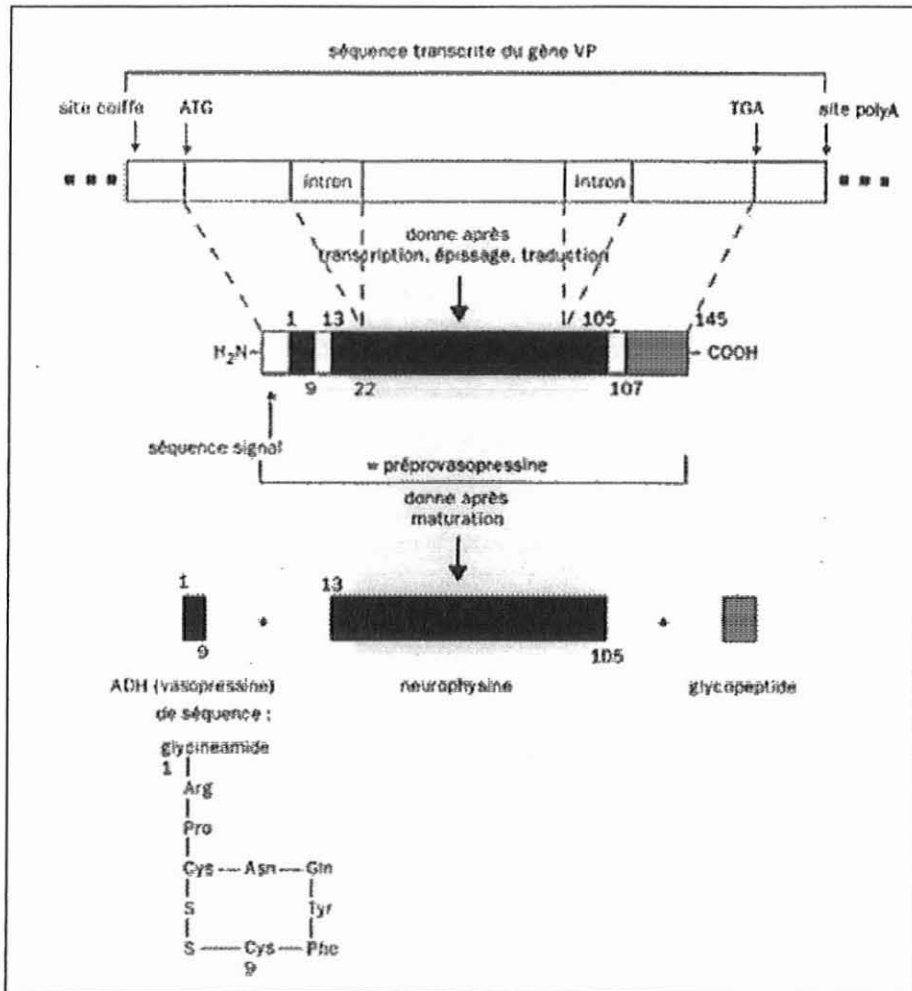 séquence transcrite du gène VP
site coiffe ATG TGA site polyA
intron intron
donne après
transcription, épissage, traduction
1 13 105 145
H₂N COOH
9 22 107
séquence signal
préprovasopressine
donne après
maturation
1 13
9 105
ADH (vasopressine) neurophysine glycopeptide
de séquence :
glycineamide
1
Arg
Pro
Cys Asn Gln
S Tyr
S Cys Phe
9